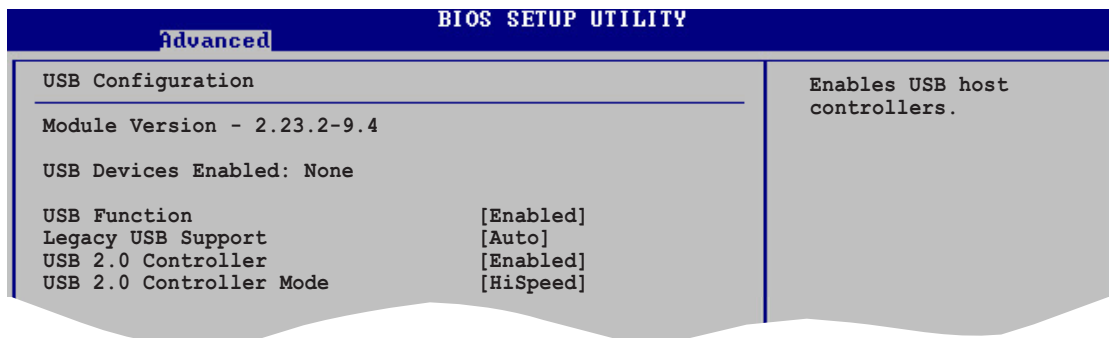 BIOS SETUP UTILITY
Advanced
USB Configuration
Module Version - 2.23.2-9.4
USB Devices Enabled: None
USB Function [Enabled]
Legacy USB Support [Auto]
USB 2.0 Controller [Enabled]
USB 2.0 Controller Mode [HiSpeed]
Enables USB host
controllers.